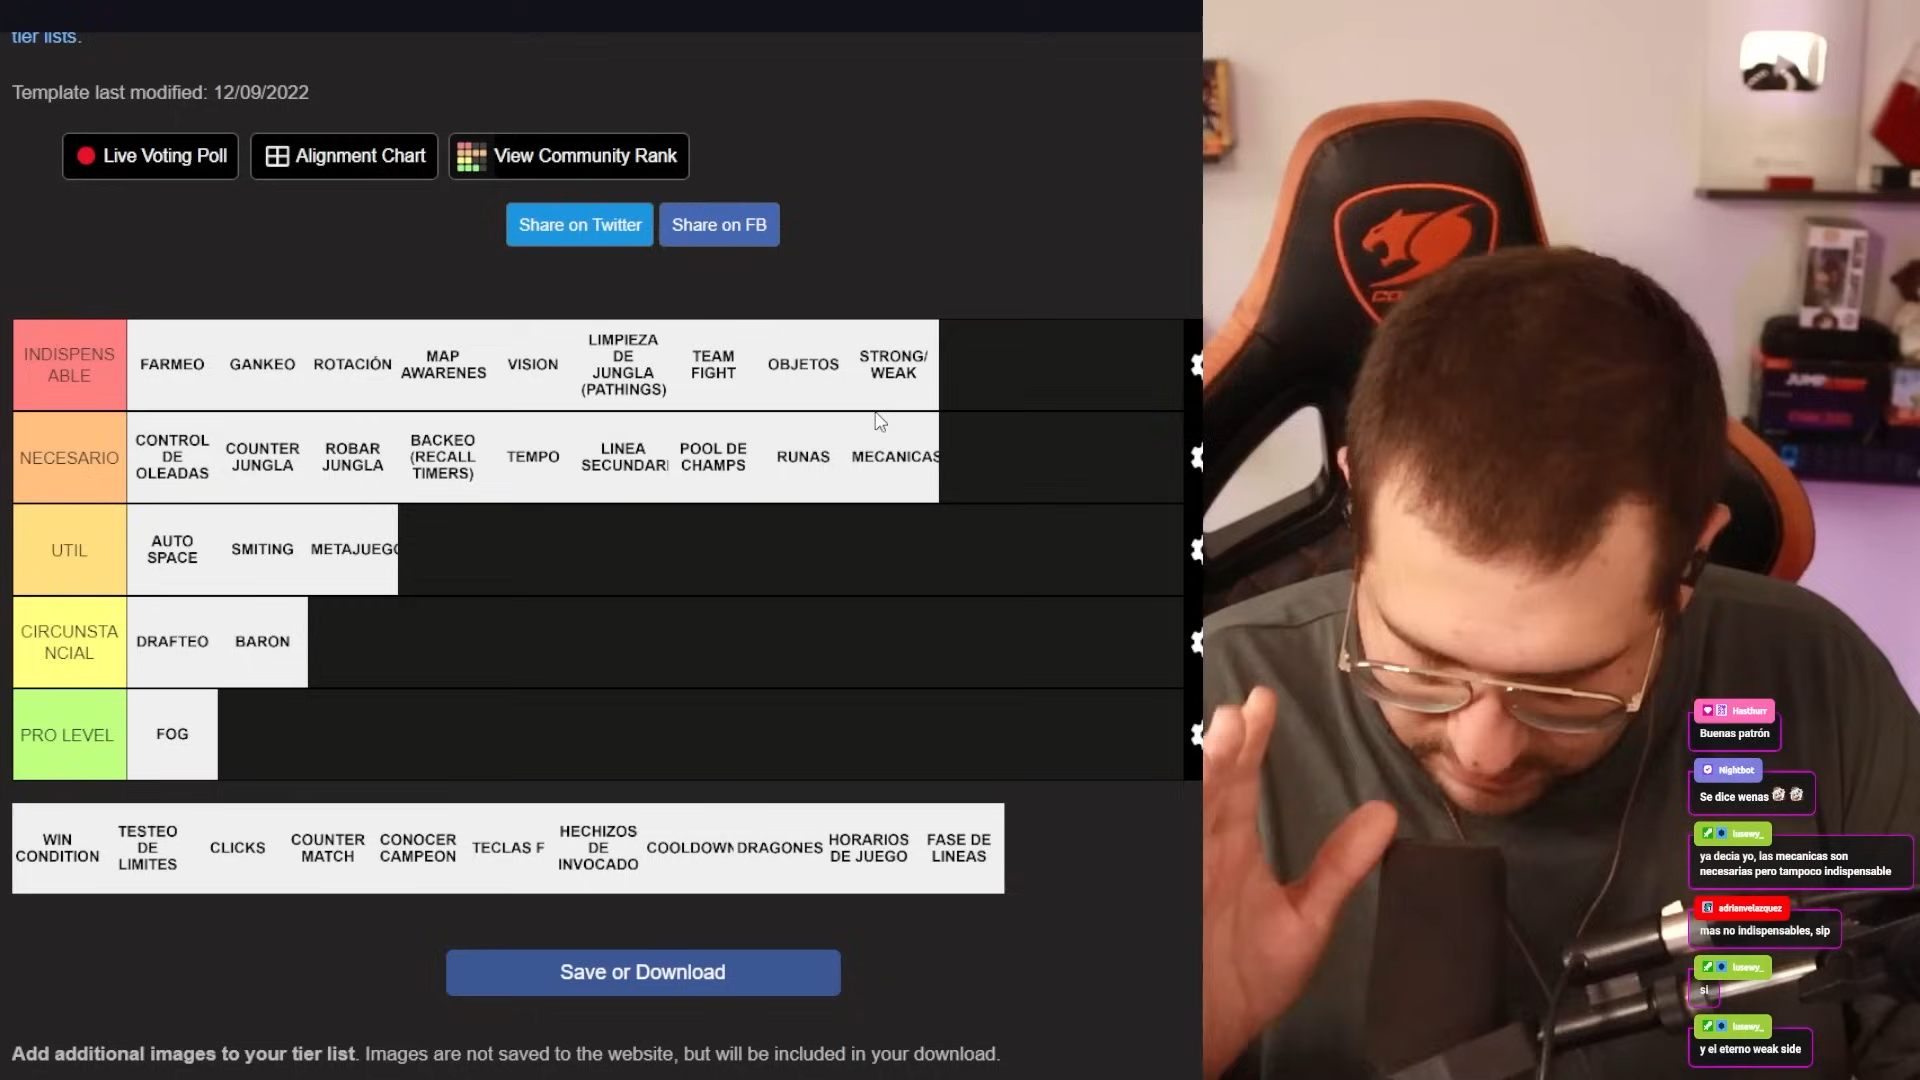 tier lists.
Template last modified: 12/09/2022
Live Voting Poll
Alignment Chart
View Community Rank
Share on Twitter
Share on FB
INDISPENS
ABLE
FARMEO
GANKEO
ROTACIÓN
MAP
AWARENES
VISION
LIMPIEZA
DE
JUNGLA
(PATHINGS)
TEAM
FIGHT
OBJETOS
STRONG/
WEAK
NECESARIO
CONTROL
DE
OLEADAS
COUNTER
JUNGLA
ROBAR
JUNGLA
BACKEO
(RECALL
TIMERS)
TEMPO
LINEA
SECUNDARI
POOL DE
CHAMPS
RUNAS
MECANICAS
UTIL
AUTO
SPACE
SMITING
METAJUEGO
CIRCUNSTA
NCIAL
DRAFTEO
BARON
PRO LEVEL
FOG
WIN
CONDITION
TESTEO
DE
LIMITES
CLICKS
COUNTER
MATCH
CONOCER
CAMPEON
TECLAS F
HECHIZOS
DE
INVOCADO
COOLDOWN
DRAGONES
HORARIOS
DE JUEGO
FASE DE
LINEAS
Save or Download
Add additional images to your tier list. Images are not saved to the website, but will be included in your download.
Hasthurr
Buenas patrón
Nightbot
Se dice wenas
lusewy_
ya decia yo, las mecanicas son
necesarias pero tampoco indispensable
adrianvelazquez
mas no indispensables, sip
lusewy_
si
lusewy_
y el eterno weak side